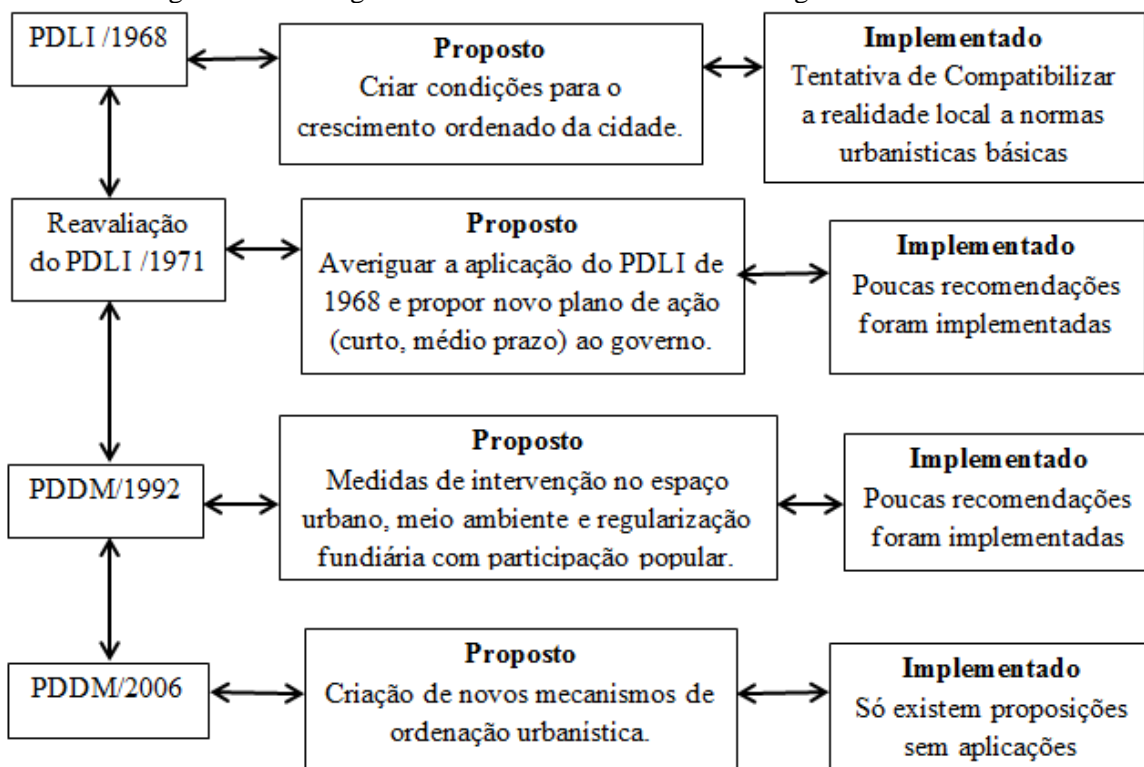 PDLI /1968
Proposto
Criar condições para o
crescimento ordenado da cidade.
Implementado
Tentativa de Compatibilizar
a realidade local a normas
urbanísticas básicas
Reavaliação
do PDLI /1971
Proposto
Averiguar a aplicação do PDLI de
1968 e propor novo plano de ação
(curto, médio prazo) ao governo.
Implementado
Poucas recomendações
foram implementadas
PDDM/1992
Proposto
Medidas de intervenção no espaço
urbano, meio ambiente e regularização
fundiária com participação popular.
Implementado
Poucas recomendações
foram implementadas
PDDM/2006
Proposto
Criação de novos mecanismos de
ordenação urbanística.
Implementado
Só existem proposições
sem aplicações